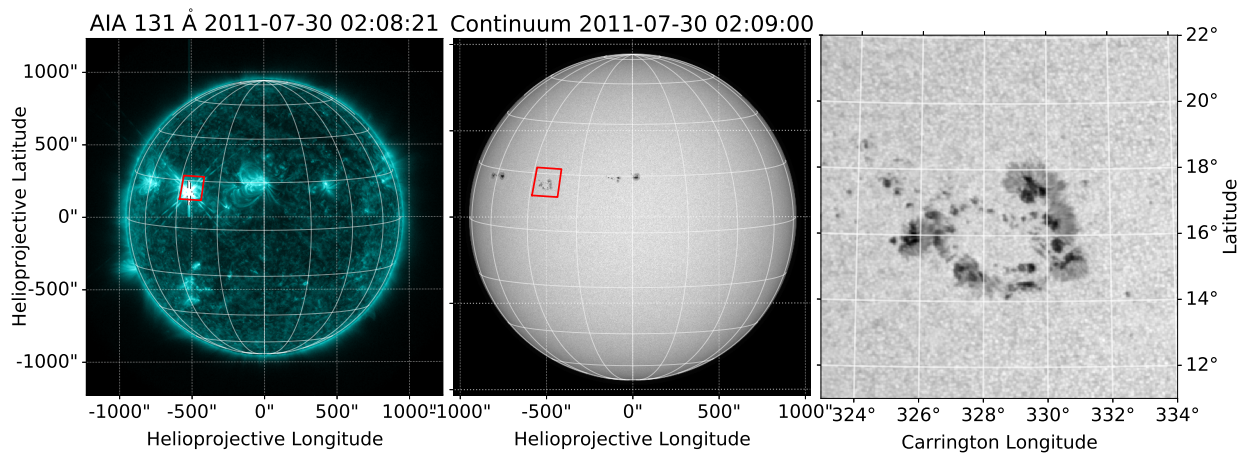 AIA 131 Å 2011-07-30 02:08:21
Helioprojective Latitude
1000"
500"
0"
-500"
-1000"
-1000" -500" 0" 500" 1000"
Helioprojective Longitude
Continuum 2011-07-30 02:09:00
-1000" -500" 0" 500" 1000"
Helioprojective Longitude
22°
20°
18°
16°
14°
12°
Latitude
324° 326° 328° 330° 332° 334°
Carrington Longitude